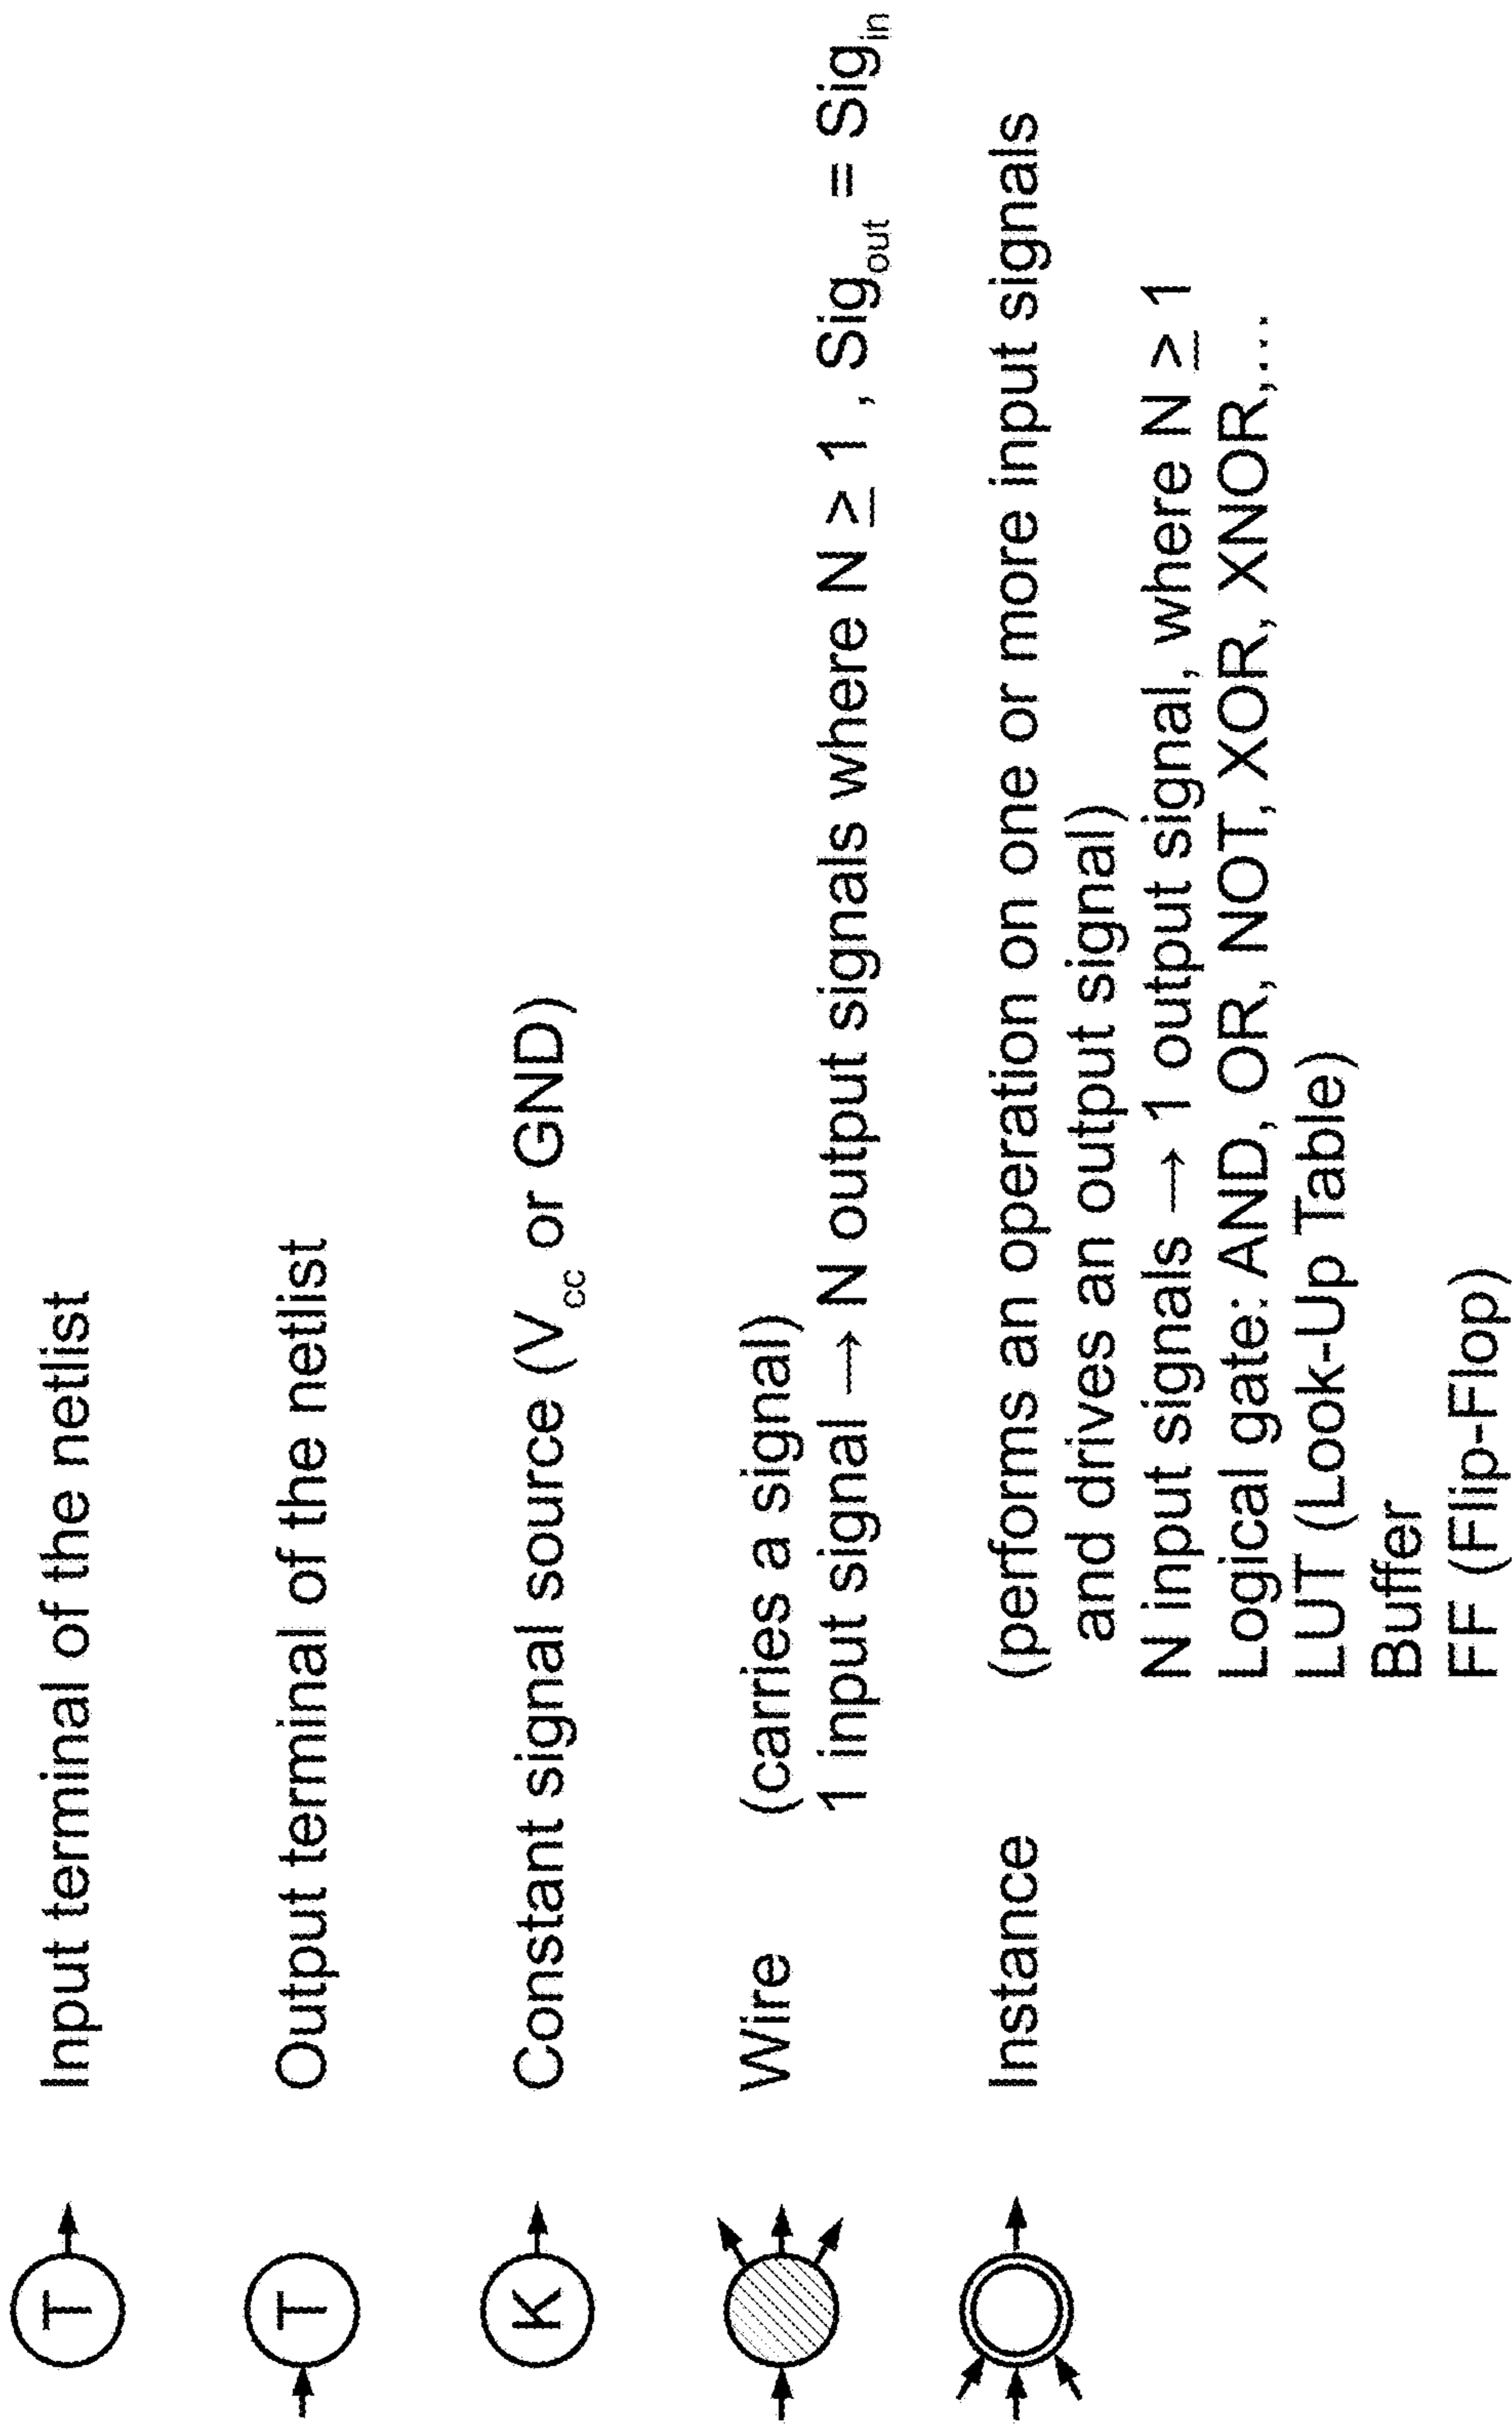 T Input terminal of the netlist
T Output terminal of the netlist
K Constant signal source (Vcc or GND)
Wire (carries a signal)
1 input signal → N output signals where N ≥ 1 , Sigout = Sigin
Instance (performs an operation on one or more input signals
and drives an output signal)
N input signals → 1 output signal, where N ≥ 1
Logical gate: AND, OR, NOT, XOR, XNOR,...
LUT (Look-Up Table)
Buffer
FF (Flip-Flop)